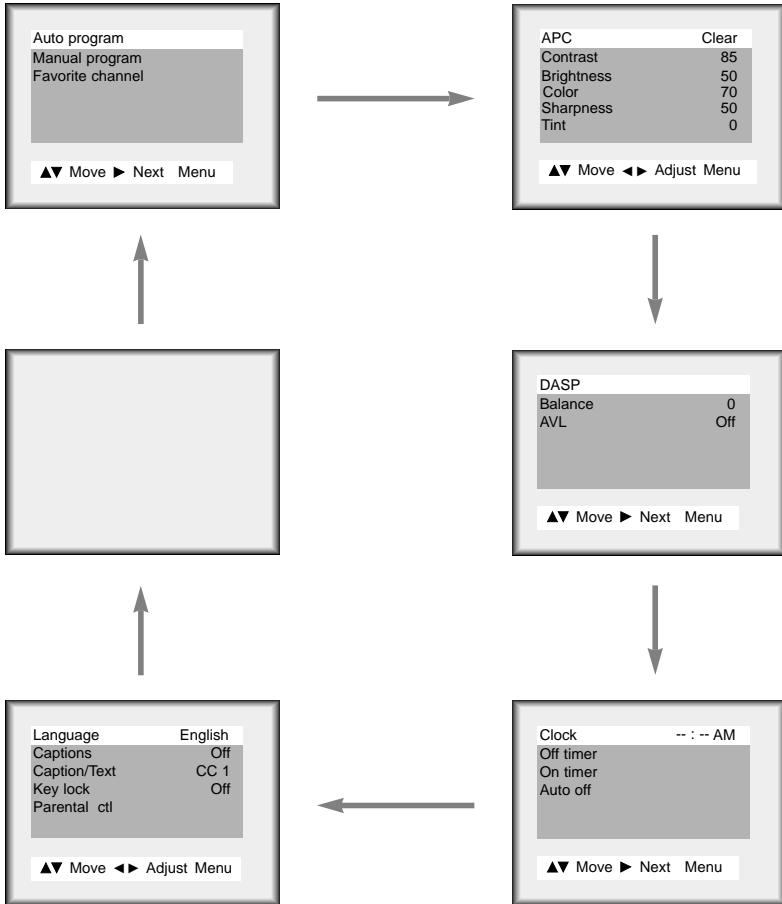 Auto program
Manual program
Favorite channel
▲▼ Move ► Next Menu
APC Clear
Contrast 85
Brightness 50
Color 70
Sharpness 50
Tint 0
▲▼ Move ◄► Adjust Menu
DASP
Balance 0
AVL Off
▲▼ Move ► Next Menu
Language English
Captions Off
Caption/Text CC 1
Key lock Off
Parental ctl
▲▼ Move ◄► Adjust Menu
Clock -- : -- AM
Off timer
On timer
Auto off
▲▼ Move ► Next Menu